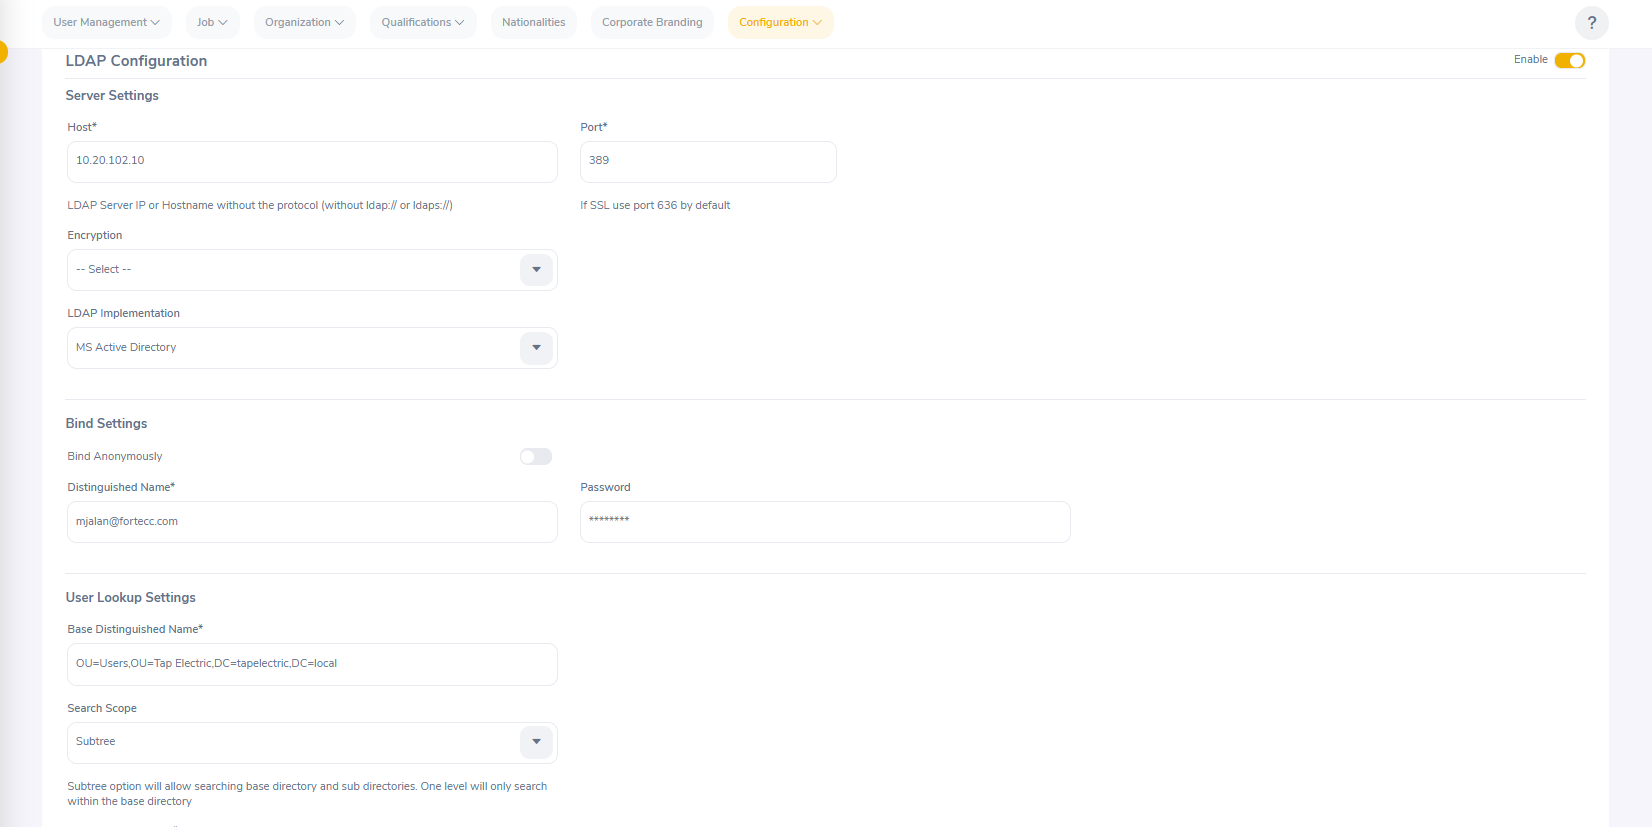 User Management Job Organization Qualifications Nationalities Corporate Branding Configuration ?
LDAP Configuration Enable
Server Settings
Host* Port*
10.20.102.10 389
LDAP Server IP or Hostname without the protocol (without ldap:// or ldaps://) If SSL use port 636 by default
Encryption
-- Select --
LDAP Implementation
MS Active Directory
Bind Settings
Bind Anonymously
Distinguished Name* Password
mjalan@fortecc.com ********
User Lookup Settings
Base Distinguished Name*
OU=Users,OU=Tap Electric,DC=tapelectric,DC=local
Search Scope
Subtree
Subtree option will allow searching base directory and sub directories. One level will only search
within the base directory